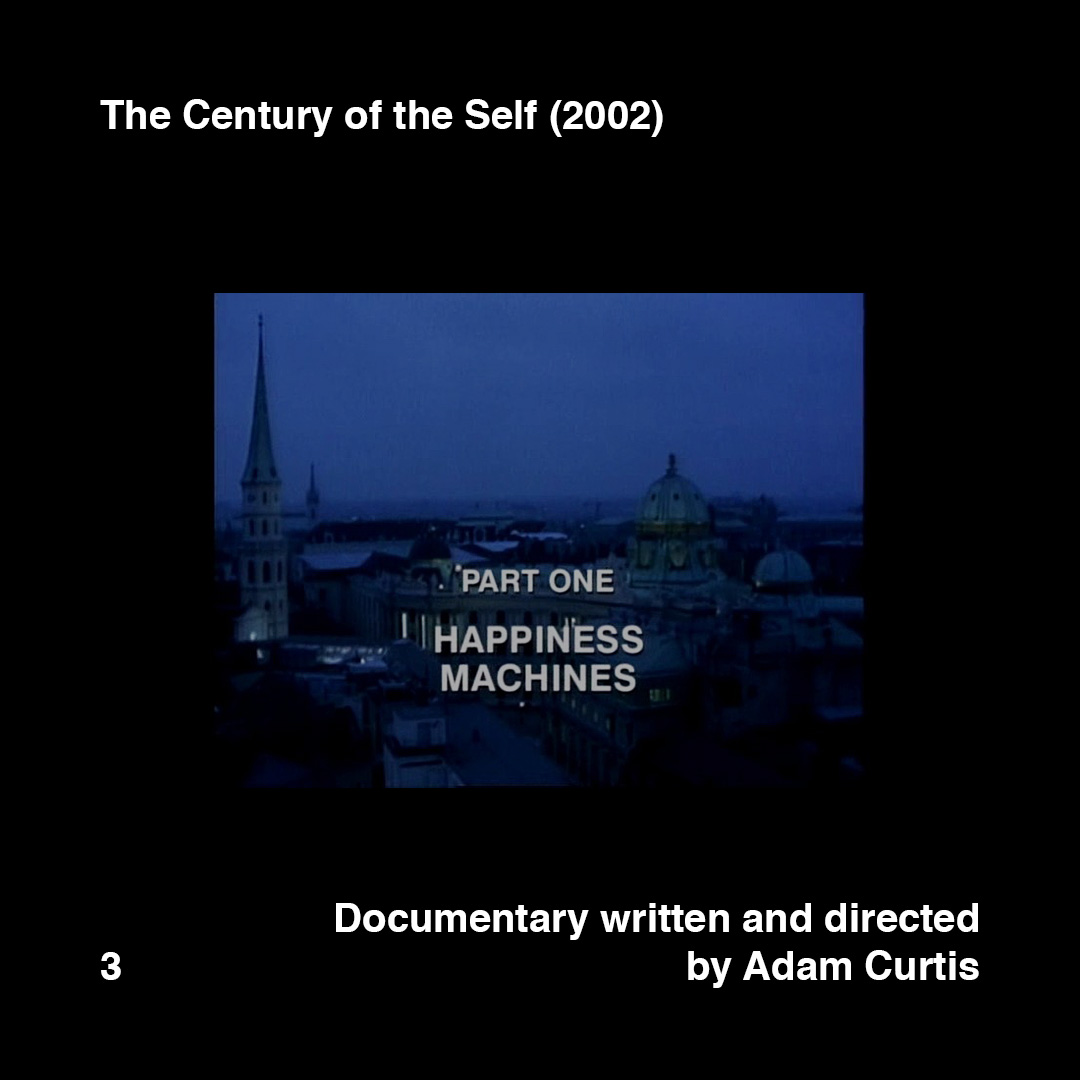 The Century of the Self (2002)
PART ONE
HAPPINESS
MACHINES
Documentary written and directed
3
by Adam Curtis